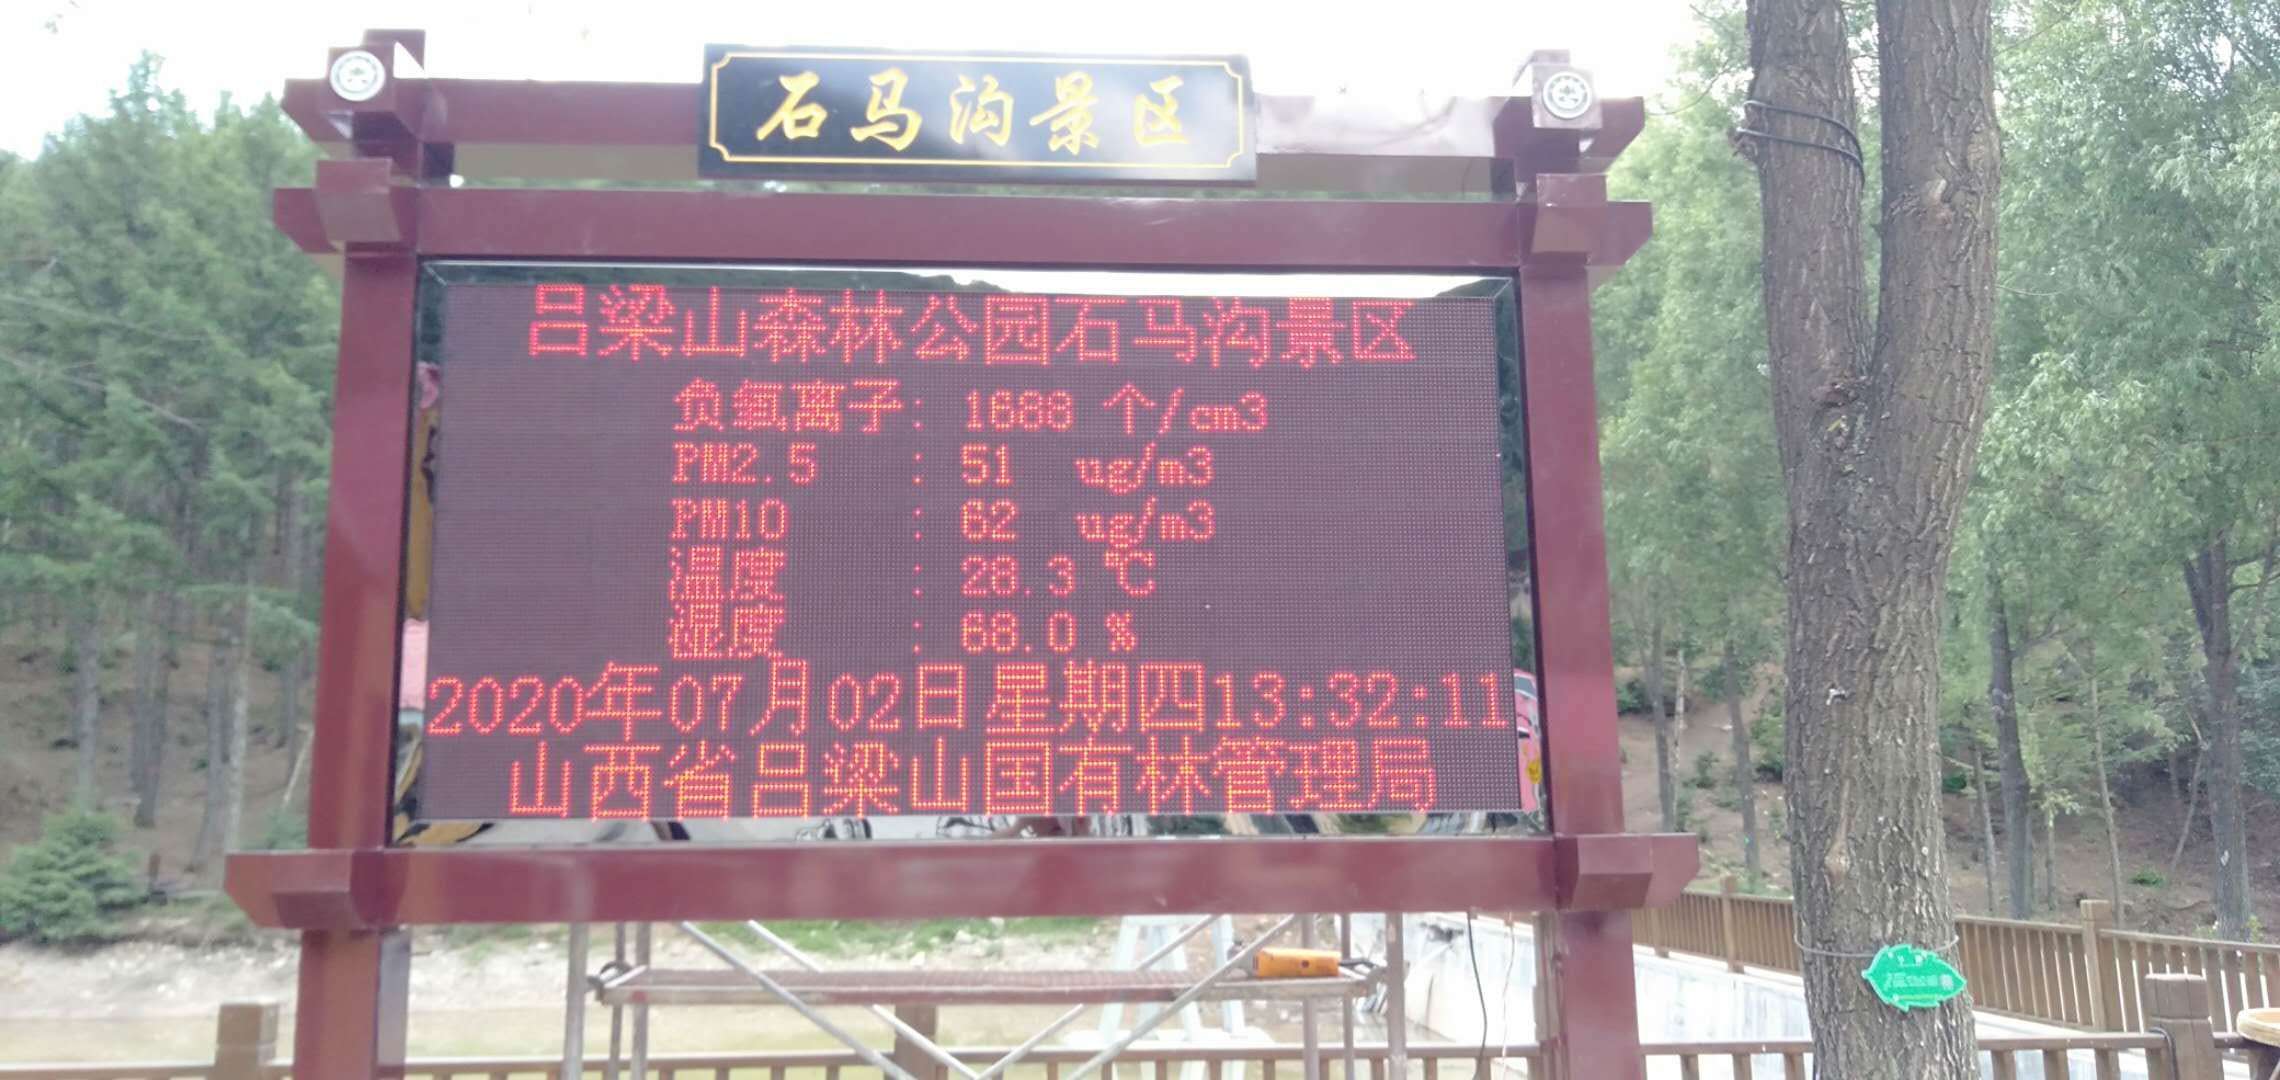 石马沟景区
吕梁山森林公园石马沟景区
负氧离子: 1688 个/cm3
PM2.5 : 51 ug/m3
PM10 : 62 ug/m3
温度 : 28.3 ℃
湿度 : 68.0 %
2020年07月02日星期四13:32:11
山西省吕梁山国有林管理局